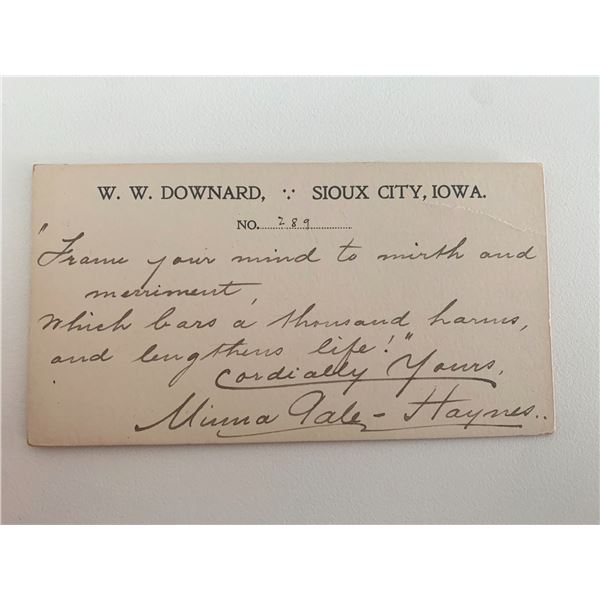 W. W. DOWNARD, ∵ SIOUX CITY, IOWA.
NO. 289
"Frame your mind to mirth and
merriment,
which bars a thousand harms,
and lengthens life!"
Cordially Yours,
Minna Gale-Haynes..